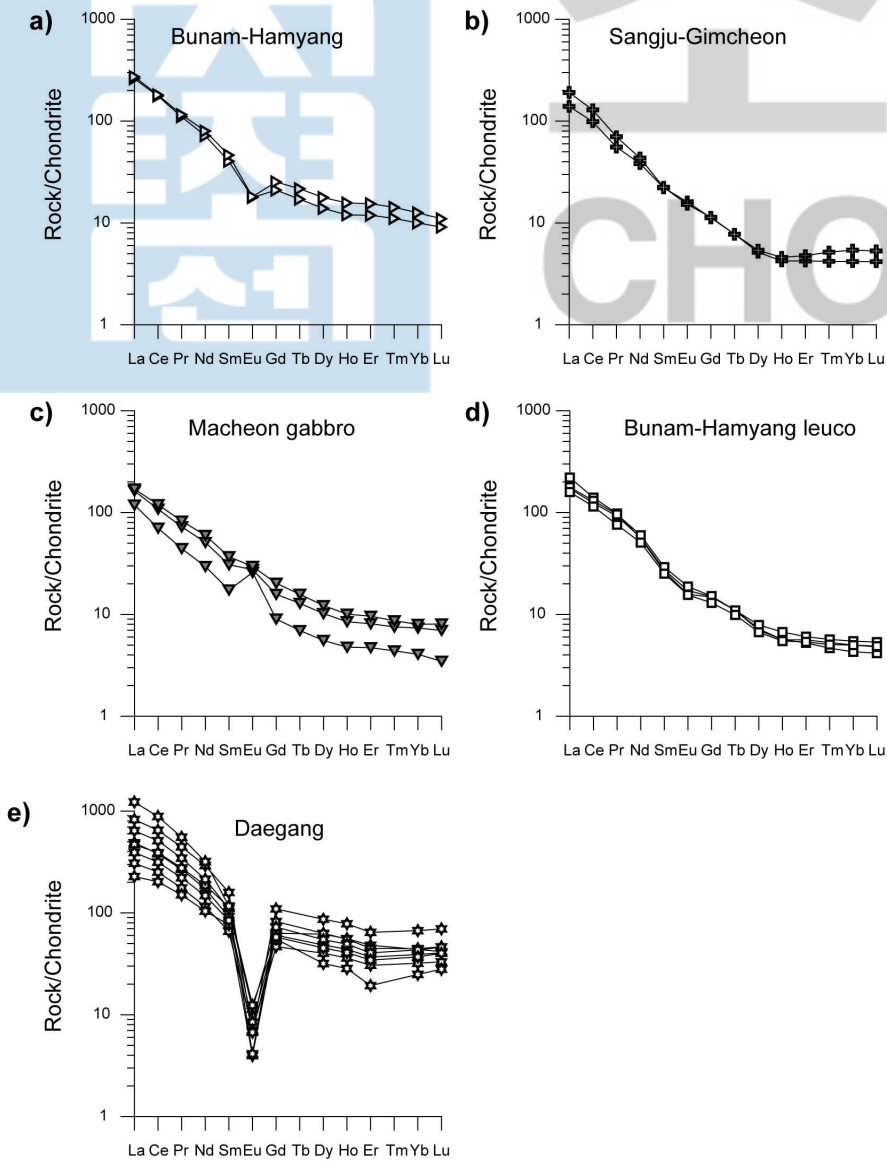 a)
Bunam-Hamyang
1000
100
10
1
Rock/Chondrite
La Ce Pr Nd Sm Eu Gd Tb Dy Ho Er Tm Yb Lu
b)
Sangju-Gimcheon
1000
100
10
1
Rock/Chondrite
La Ce Pr Nd Sm Eu Gd Tb Dy Ho Er Tm Yb Lu
c)
Macheon gabbro
1000
100
10
1
Rock/Chondrite
La Ce Pr Nd Sm Eu Gd Tb Dy Ho Er Tm Yb Lu
d)
Bunam-Hamyang leuco
1000
100
10
1
Rock/Chondrite
La Ce Pr Nd Sm Eu Gd Tb Dy Ho Er Tm Yb Lu
e)
Daegang
1000
100
10
1
Rock/Chondrite
La Ce Pr Nd Sm Eu Gd Tb Dy Ho Er Tm Yb Lu
CHO